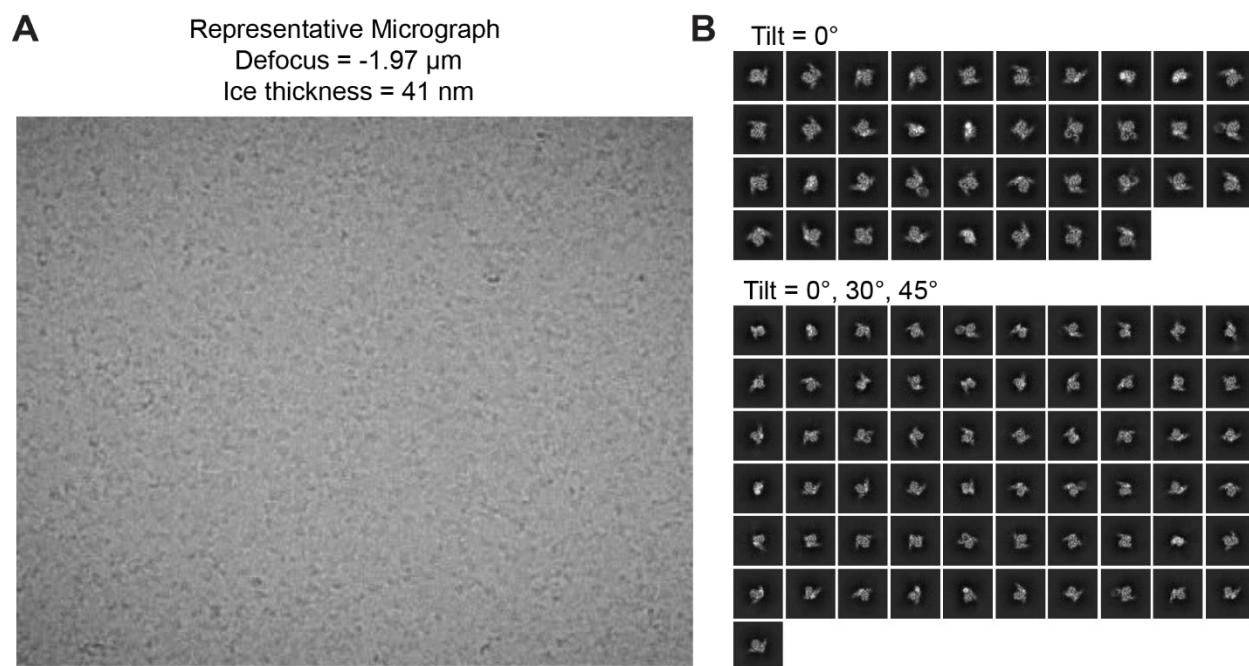 A
Representative Micrograph
Defocus = -1.97 µm
Ice thickness = 41 nm
B
Tilt = 0°
Tilt = 0°, 30°, 45°